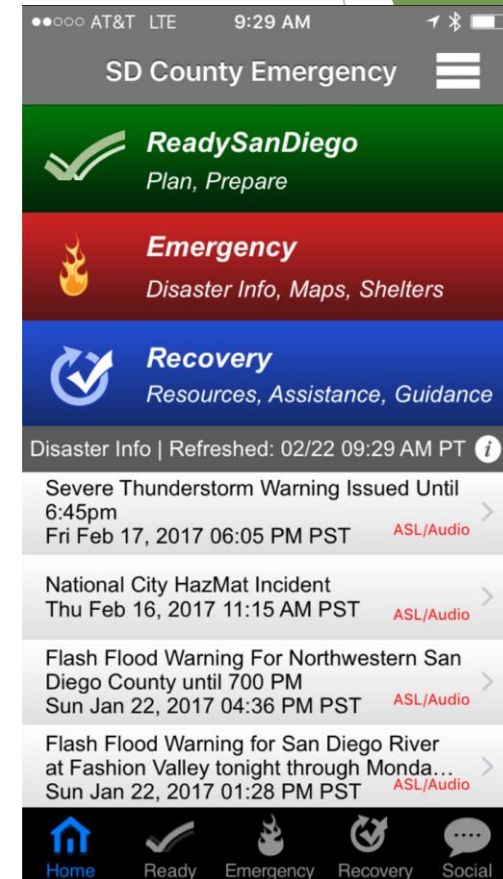 AT&T LTE 9:29 AM
SD County Emergency
ReadySanDiego
Plan, Prepare
Emergency
Disaster Info, Maps, Shelters
Recovery
Resources, Assistance, Guidance
Disaster Info | Refreshed: 02/22 09:29 AM PT i
Severe Thunderstorm Warning Issued Until
6:45pm
Fri Feb 17, 2017 06:05 PM PST ASL/Audio
National City HazMat Incident
Thu Feb 16, 2017 11:15 AM PST ASL/Audio
Flash Flood Warning For Northwestern San
Diego County until 700 PM
Sun Jan 22, 2017 04:36 PM PST ASL/Audio
Flash Flood Warning for San Diego River
at Fashion Valley tonight through Monda...
Sun Jan 22, 2017 01:28 PM PST ASL/Audio
Home Ready Emergency Recovery Social